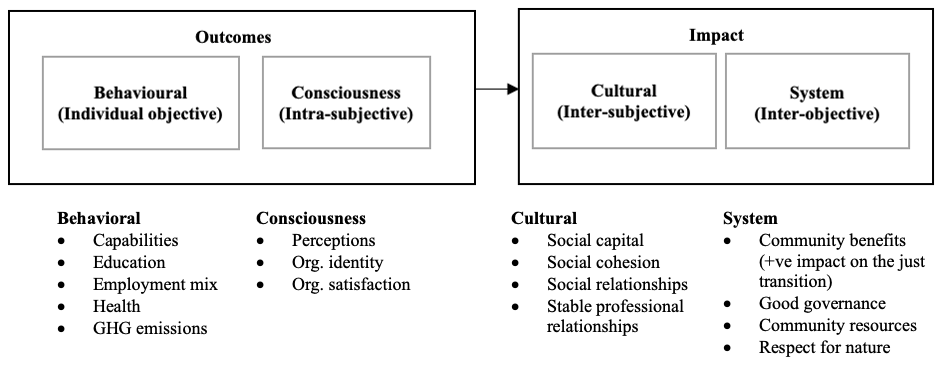 Outcomes
Behavioural
(Individual objective)
Consciousness
(Intra-subjective)
Impact
Cultural
(Inter-subjective)
System
(Inter-objective)
Behavioral
• Capabilities
• Education
• Employment mix
• Health
• GHG emissions
Consciousness
• Perceptions
• Org. identity
• Org. satisfaction
Cultural
• Social capital
• Social cohesion
• Social relationships
• Stable professional
relationships
System
• Community benefits
(+ve impact on the just
transition)
• Good governance
• Community resources
• Respect for nature